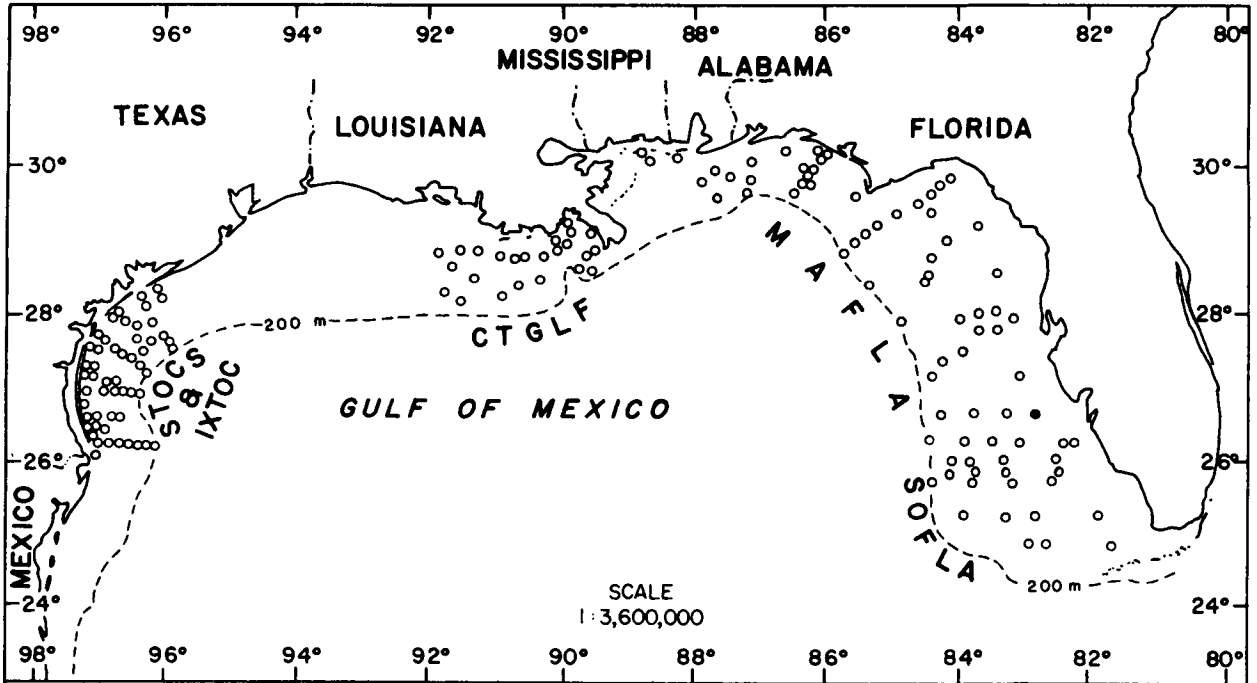 98° 96° 94° 92° 90° 88° 86° 84° 82° 80°
MISSISSIPPI ALABAMA
TEXAS LOUISIANA FLORIDA
30° 30°
28° 28°
200 m
CTGLF
MAFLA
STOCS
&
IXTOC
GULF OF MEXICO
26° 26°
SOFLA
MEXICO
200 m
SCALE
1:3,600,000
24° 24°
98° 96° 94° 92° 90° 88° 86° 84° 82° 80°